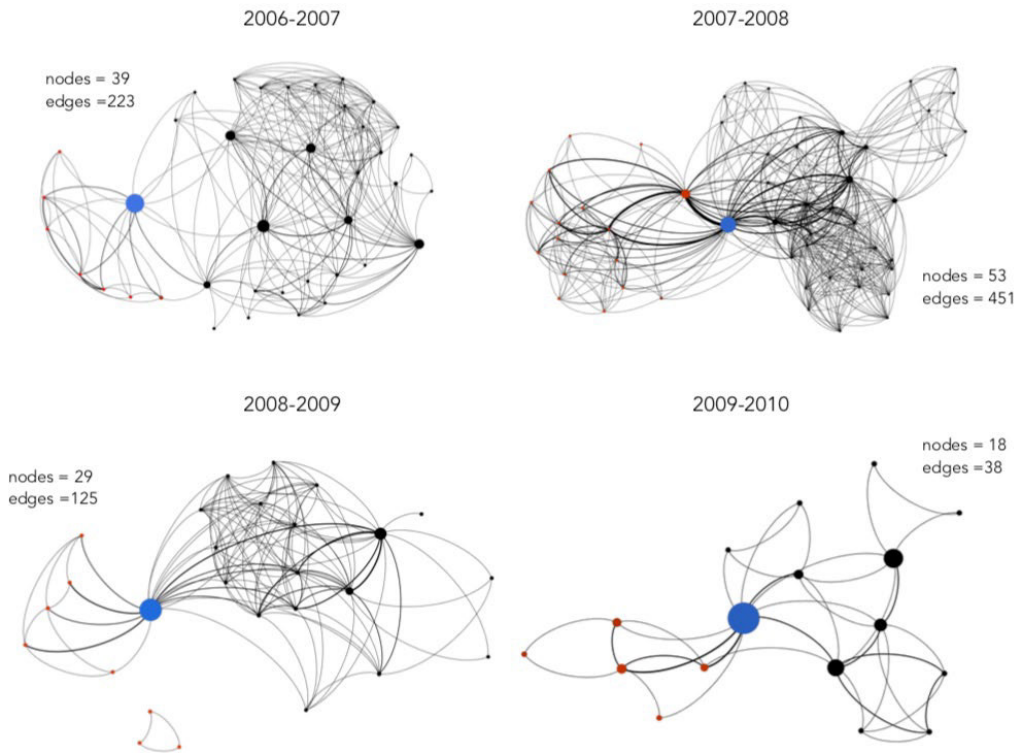 2006-2007
nodes = 39
edges =223
2007-2008
nodes = 53
edges = 451
2008-2009
nodes = 29
edges =125
2009-2010
nodes = 18
edges =38